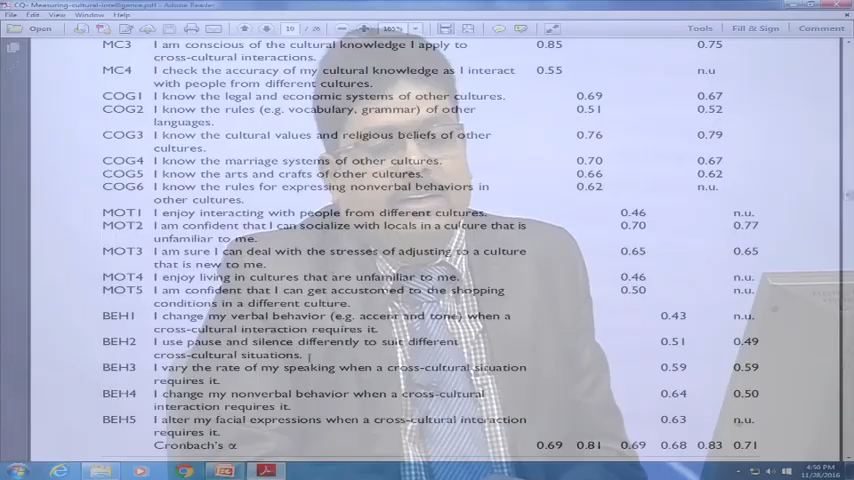 CQ- Measuring-cultural-intelligence.pdf - Adobe Reader
File Edit View Window Help
Open 10 / 26 165% Tools Fill & Sign Comment
MC3 I am conscious of the cultural knowledge I apply to 0.85 0.75
cross-cultural interactions.
MC4 I check the accuracy of my cultural knowledge as I interact 0.55 n.u
with people from different cultures.
COG1 I know the legal and economic systems of other cultures. 0.69 0.67
COG2 I know the rules (e.g. vocabulary, grammar) of other 0.51 0.52
languages.
COG3 I know the cultural values and religious beliefs of other 0.76 0.79
cultures.
COG4 I know the marriage systems of other cultures. 0.70 0.67
COG5 I know the arts and crafts of other cultures. 0.66 0.62
COG6 I know the rules for expressing nonverbal behaviors in 0.62 n.u.
other cultures.
MOT1 I enjoy interacting with people from different cultures. 0.46 n.u.
MOT2 I am confident that I can socialize with locals in a culture that is 0.70 0.77
unfamiliar to me.
MOT3 I am sure I can deal with the stresses of adjusting to a culture 0.65 0.65
that is new to me.
MOT4 I enjoy living in cultures that are unfamiliar to me. 0.46 n.u.
MOT5 I am confident that I can get accustomed to the shopping 0.50 n.u.
conditions in a different culture.
BEH1 I change my verbal behavior (e.g. accent and tone) when a 0.43 n.u.
cross-cultural interaction requires it.
BEH2 I use pause and silence differently to suit different 0.51 0.49
cross-cultural situations.
BEH3 I vary the rate of my speaking when a cross-cultural situation 0.59 0.59
requires it.
BEH4 I change my nonverbal behavior when a cross-cultural 0.64 0.50
interaction requires it.
BEH5 I alter my facial expressions when a cross-cultural interaction 0.63 n.u.
requires it.
Cronbach's α 0.69 0.81 0.69 0.68 0.83 0.71
4:50 PM
11/28/2016